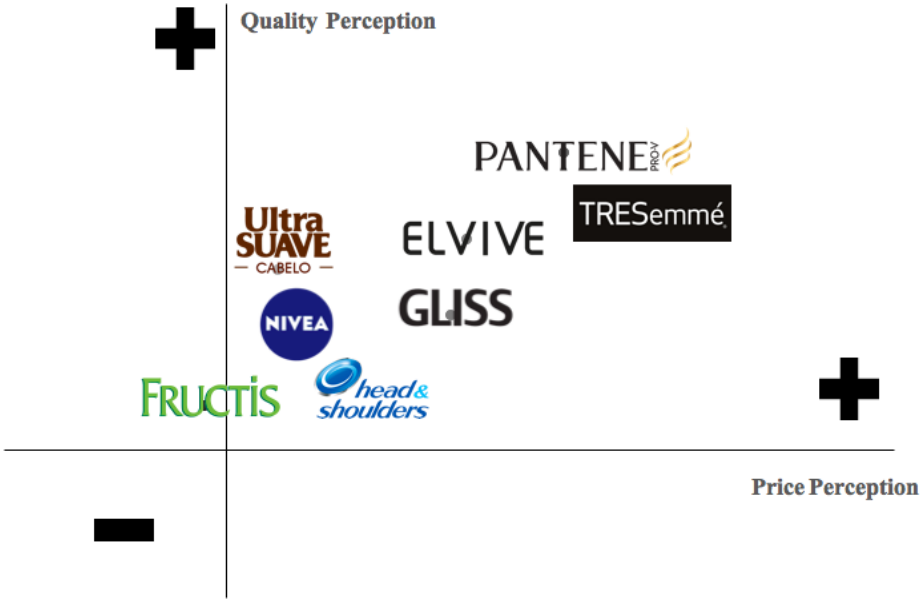 Quality Perception
PANTENE PRO-V
TRESemmé
Ultra
SUAVE
CABELO
ELVIVE
GLISS
NIVEA
FRUCTIS
head&
shoulders
Price Perception